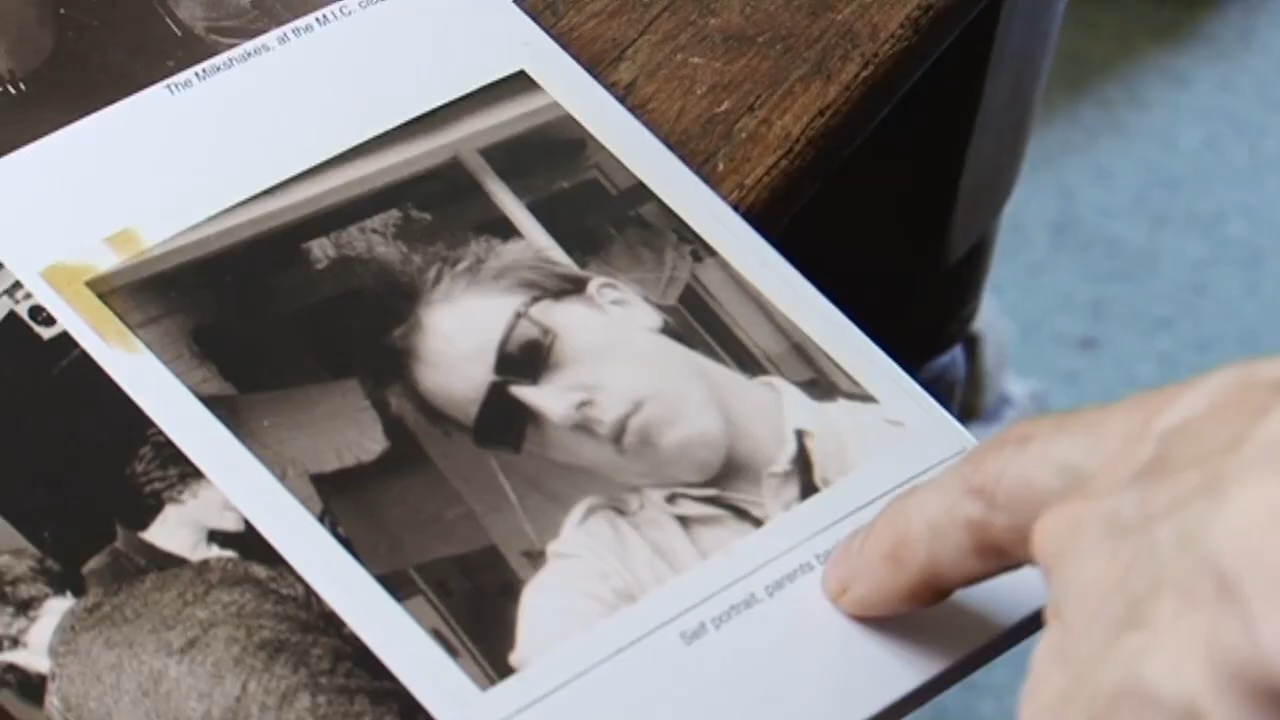 The Milkshakes, at the M.I.C.
Self portrait, parents